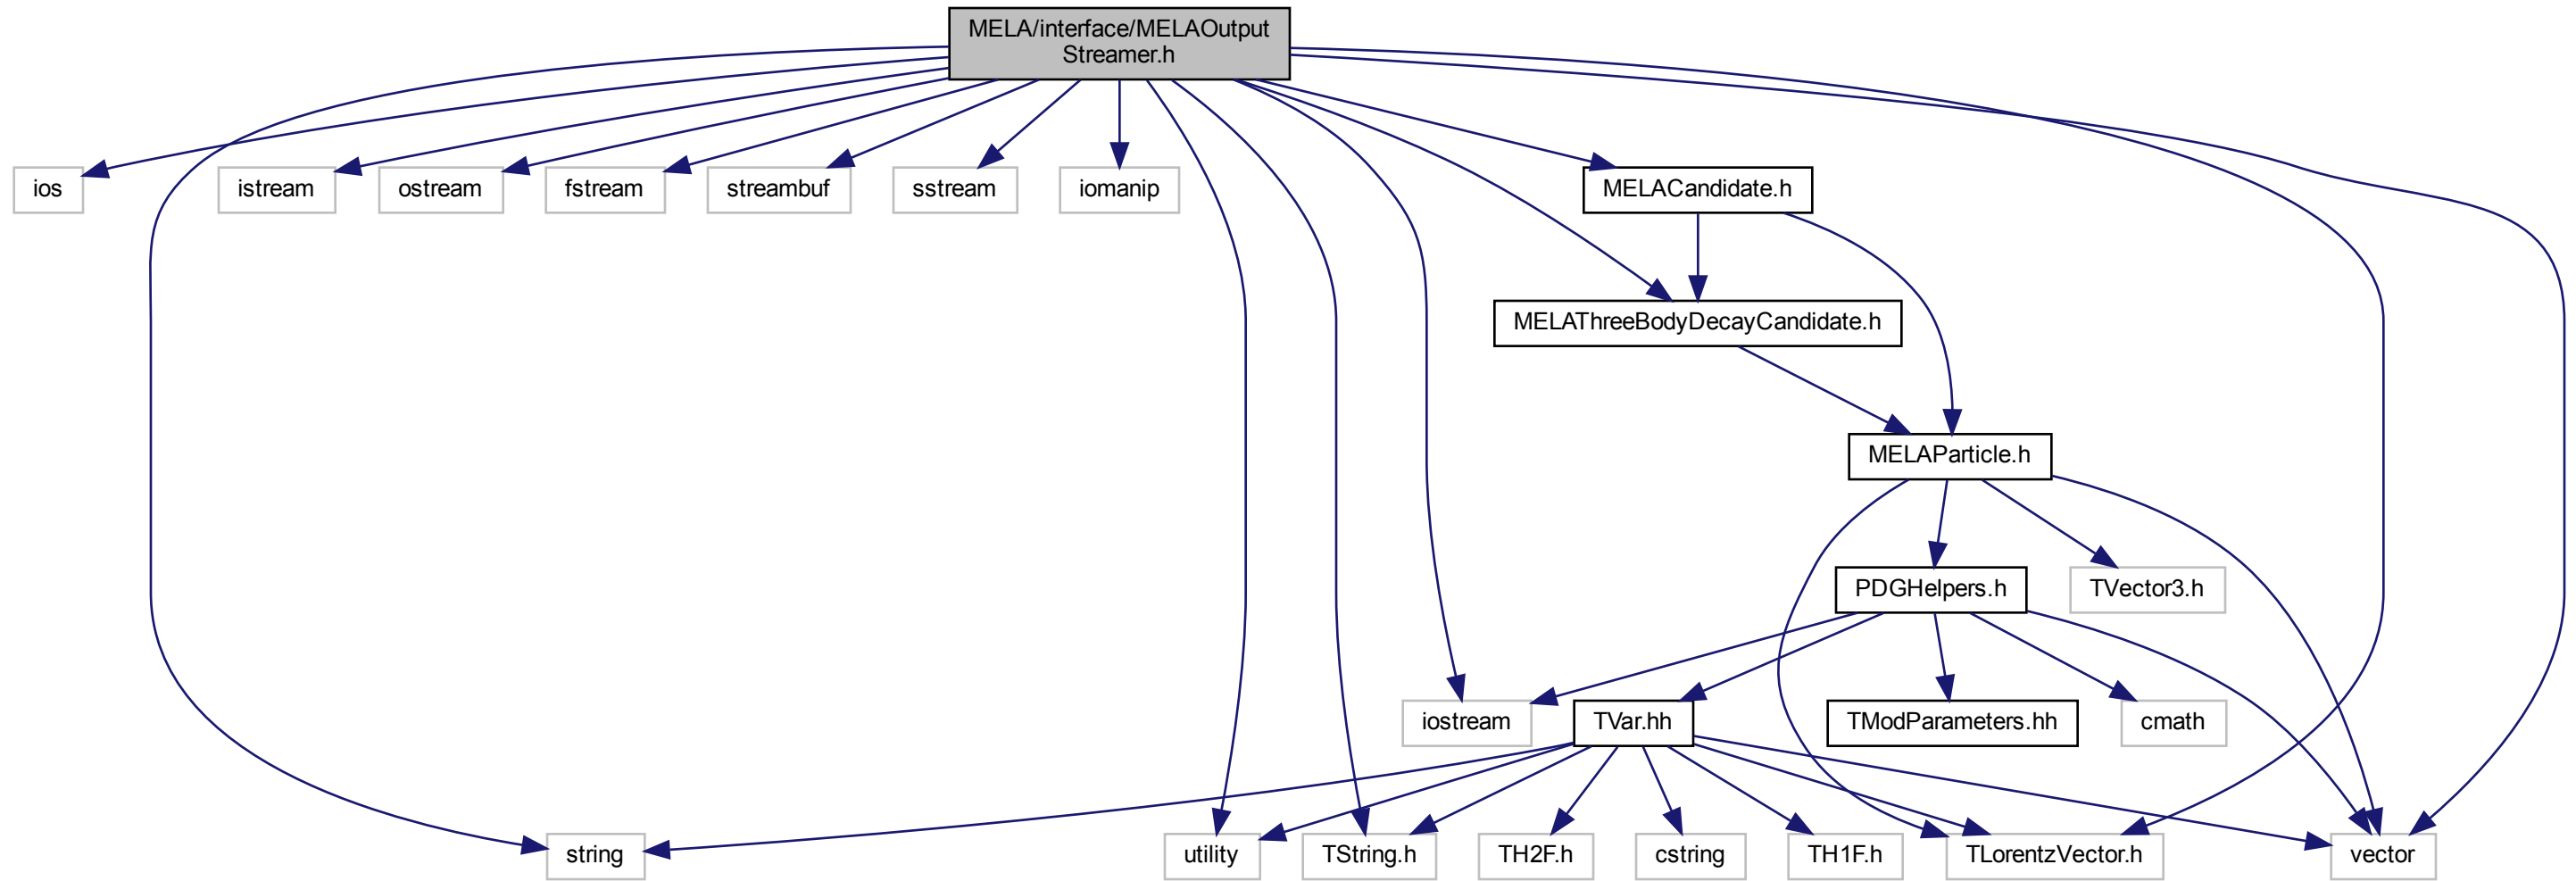 MELA/interface/MELAOutput
Streamer.h
ios
istream
ostream
fstream
streambuf
sstream
iomanip
MELACandidate.h
MELAThreeBodyDecayCandidate.h
MELAParticle.h
PDGHelpers.h
TVector3.h
iostream
TVar.hh
TModParameters.hh
cmath
string
utility
TString.h
TH2F.h
cstring
TH1F.h
TLorentzVector.h
vector